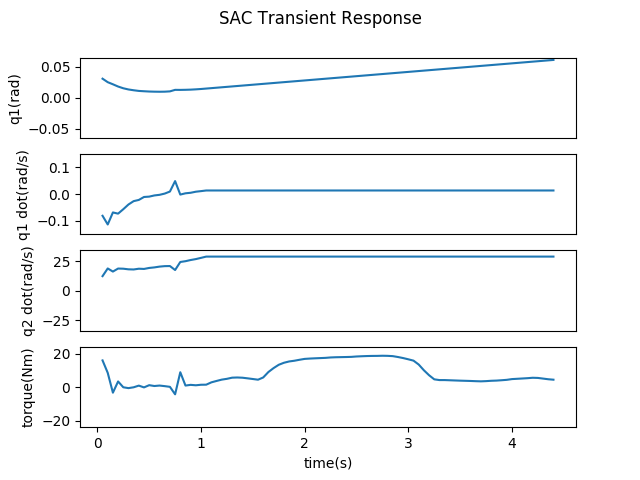 SAC Transient Response
0.05
0.00
−0.05
q1(rad)
0.1
0.0
−0.1
q1 dot(rad/s)
25
0
−25
q2 dot(rad/s)
20
0
−20
torque(Nm)
0 1 2 3 4
time(s)